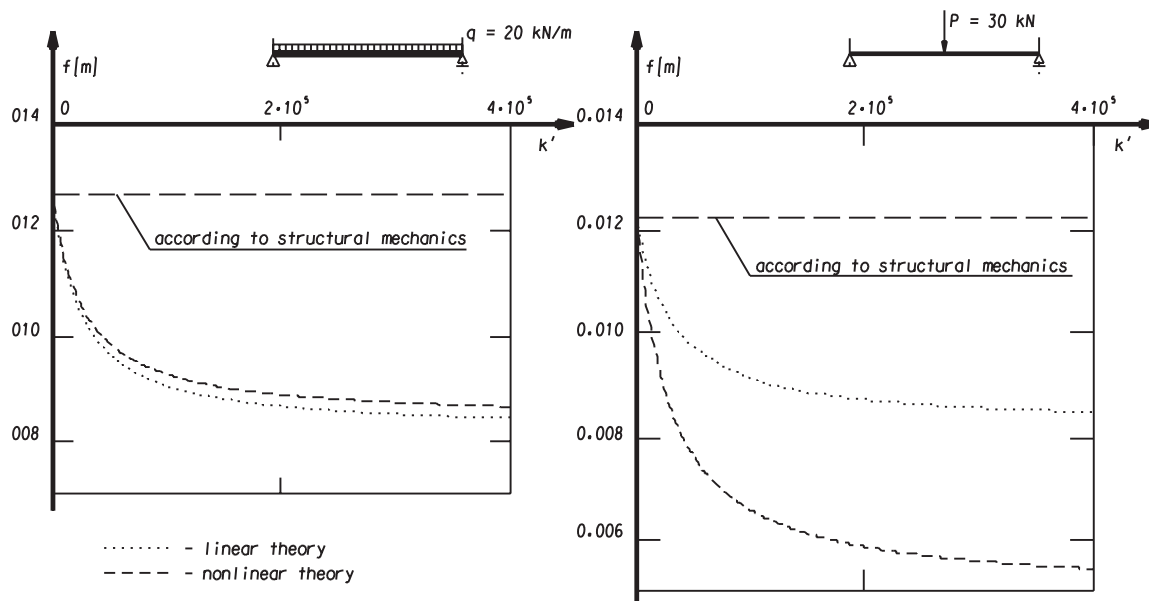 q = 20 kN/m
f[m]
0
2·10⁵
4·10⁵
k'
014
012
010
008
according to structural mechanics
- linear theory
- nonlinear theory
P = 30 kN
f[m]
0
2·10⁵
4·10⁵
k'
0.014
0.012
0.010
0.008
0.006
according to structural mechanics